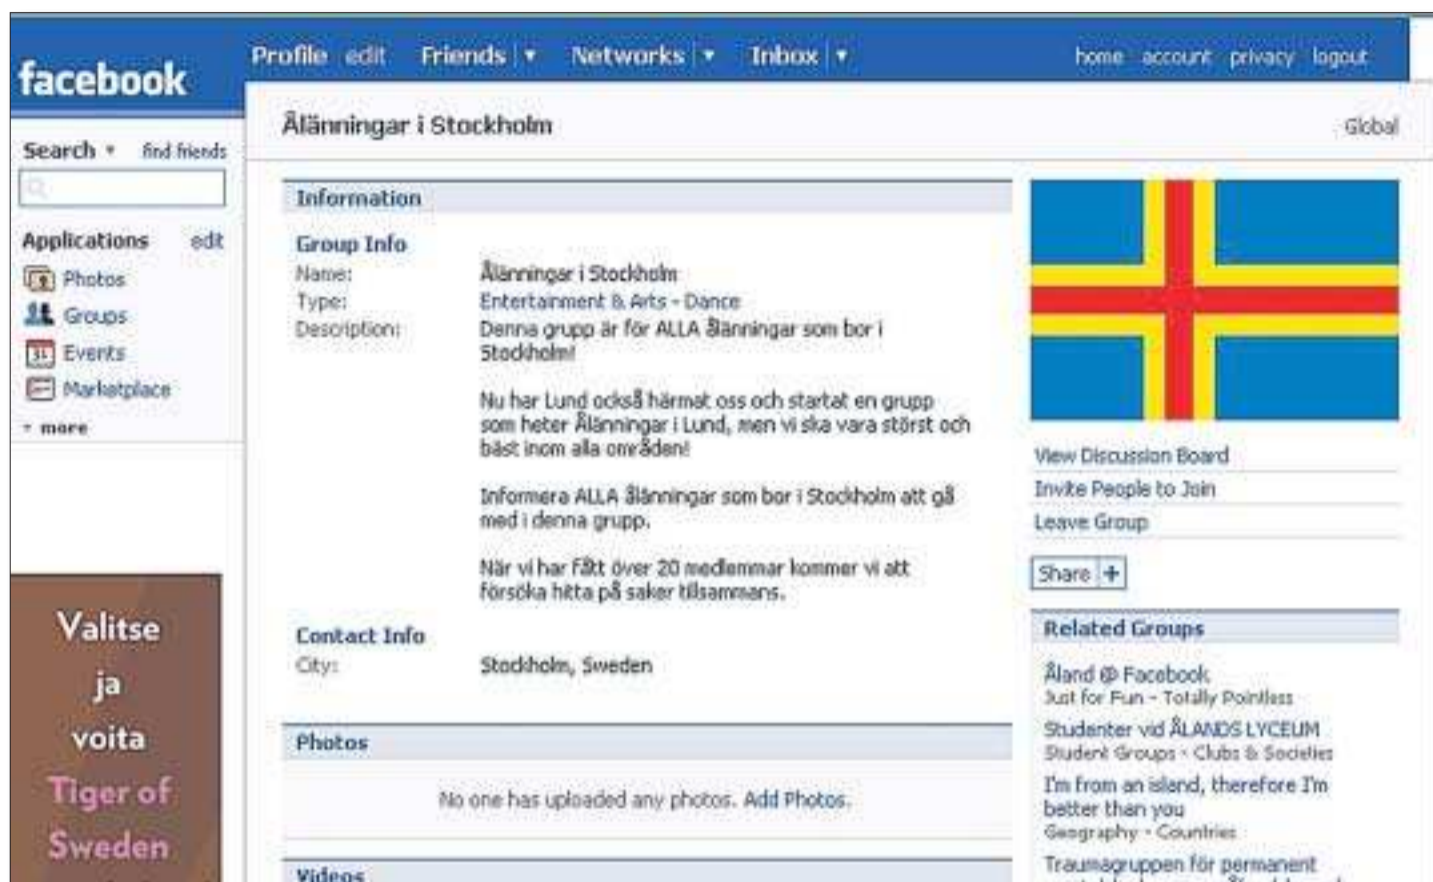 Profile edit Friends Networks Inbox home account privacy logout
facebook
Ålänningar i Stockholm
Global
Search find friends
Applications edit
Photos
Groups
31 Events
Marketplace
more
Valitse
ja
voita
Tiger of
Sweden
Information
Group Info
Name: Ålänningar i Stockholm
Type: Entertainment & Arts - Dance
Description: Denna grupp är för ALLA ålänningar som bor i
Stockholm!
Nu har Lund också härmat oss och startat en grupp
som heter Ålänningar i Lund, men vi ska vara störst och
bäst inom alla områden!
Informera ALLA ålänningar som bor i Stockholm att gå
med i denna grupp.
När vi har fått över 20 medlemmar kommer vi att
försöka hitta på saker tillsammans.
Contact Info
City: Stockholm, Sweden
Photos
No one has uploaded any photos. Add Photos.
Videos
View Discussion Board
Invite People to Join
Leave Group
Share +
Related Groups
Åland @ Facebook
Just for Fun - Totally Pointless
Studenter vid ÅLANDS LYCEUM
Student Groups - Clubs & Societies
I'm from an island, therefore I'm
better than you
Geography - Countries
Traumagruppen för permanent